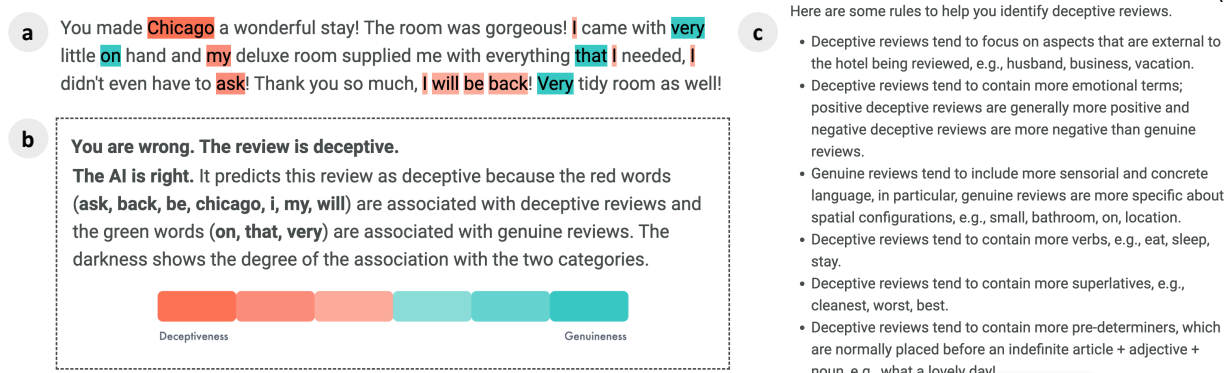 a
You made Chicago a wonderful stay! The room was gorgeous! I came with very
little on hand and my deluxe room supplied me with everything that I needed, I
didn't even have to ask! Thank you so much, I will be back! Very tidy room as well!
b
You are wrong. The review is deceptive.
The AI is right. It predicts this review as deceptive because the red words
(ask, back, be, chicago, i, my, will) are associated with deceptive reviews and
the green words (on, that, very) are associated with genuine reviews. The
darkness shows the degree of the association with the two categories.
Deceptiveness
Genuineness
c
Here are some rules to help you identify deceptive reviews.
• Deceptive reviews tend to focus on aspects that are external to
the hotel being reviewed, e.g., husband, business, vacation.
• Deceptive reviews tend to contain more emotional terms;
positive deceptive reviews are generally more positive and
negative deceptive reviews are more negative than genuine
reviews.
• Genuine reviews tend to include more sensorial and concrete
language, in particular, genuine reviews are more specific about
spatial configurations, e.g., small, bathroom, on, location.
• Deceptive reviews tend to contain more verbs, e.g., eat, sleep,
stay.
• Deceptive reviews tend to contain more superlatives, e.g.,
cleanest, worst, best.
• Deceptive reviews tend to contain more pre-determiners, which
are normally placed before an indefinite article + adjective +
noun, e.g., what a lovely day!